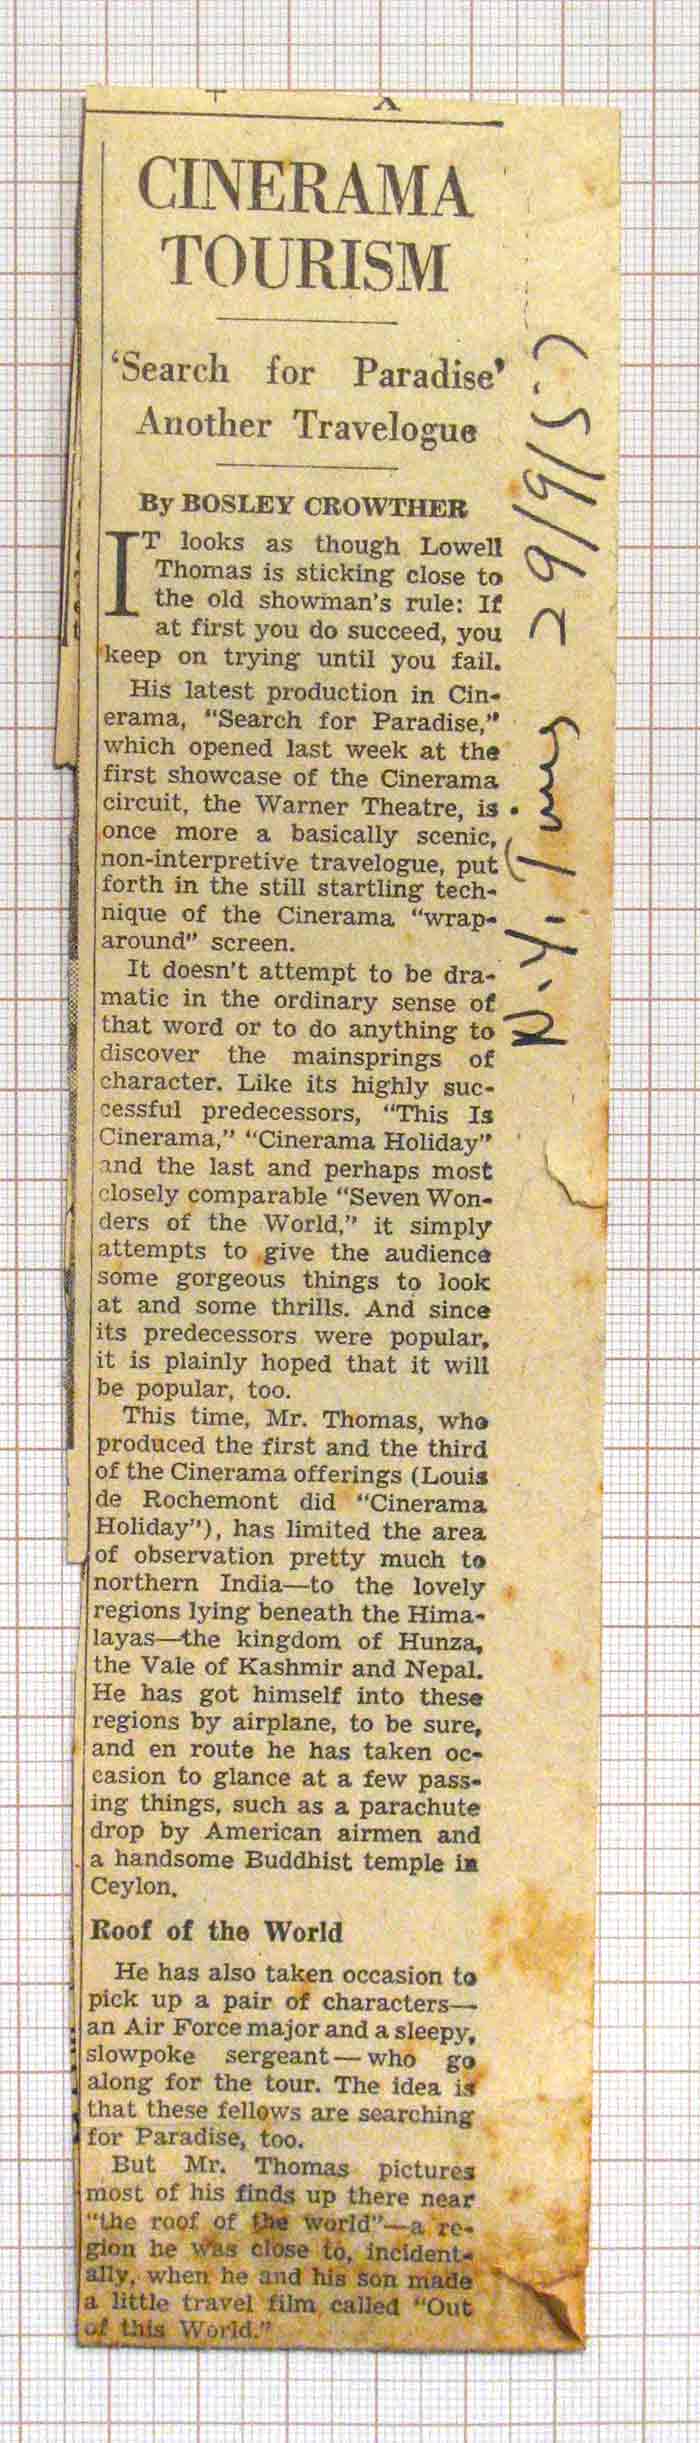 CINERAMA
TOURISM
'Search for Paradise'
Another Travelogue
By BOSLEY CROWTHER
IT looks as though Lowell
Thomas is sticking close to
the old showman's rule: If
at first you do succeed, you
keep on trying until you fail.
His latest production in Cin-
erama, "Search for Paradise,"
which opened last week at the
first showcase of the Cinerama
circuit, the Warner Theatre, is
once more a basically scenic,
non-interpretive travelogue, put
forth in the still startling tech-
nique of the Cinerama "wrap-
around" screen.
It doesn't attempt to be dra-
matic in the ordinary sense of
that word or to do anything to
discover the mainsprings of
character. Like its highly suc-
cessful predecessors, "This Is
Cinerama," "Cinerama Holiday"
and the last and perhaps most
closely comparable "Seven Won-
ders of the World," it simply
attempts to give the audience
some gorgeous things to look
at and some thrills. And since
its predecessors were popular,
it is plainly hoped that it will
be popular, too.
This time, Mr. Thomas, who
produced the first and the third
of the Cinerama offerings (Louis
de Rochemont did "Cinerama
Holiday"), has limited the area
of observation pretty much to
northern India—to the lovely
regions lying beneath the Hima-
layas—the kingdom of Hunza,
the Vale of Kashmir and Nepal.
He has got himself into these
regions by airplane, to be sure,
and en route he has taken oc-
casion to glance at a few pass-
ing things, such as a parachute
drop by American airmen and
a handsome Buddhist temple in
Ceylon.
Roof of the World
He has also taken occasion to
pick up a pair of characters—
an Air Force major and a sleepy,
slowpoke sergeant—who go
along for the tour. The idea is
that these fellows are searching
for Paradise, too.
But Mr. Thomas pictures
most of his finds up there near
"the roof of the world"—a re-
gion he was close to, incident-
ally, when he and his son made
a little travel film called "Out
of this World."
N.Y. Times 29/9/57